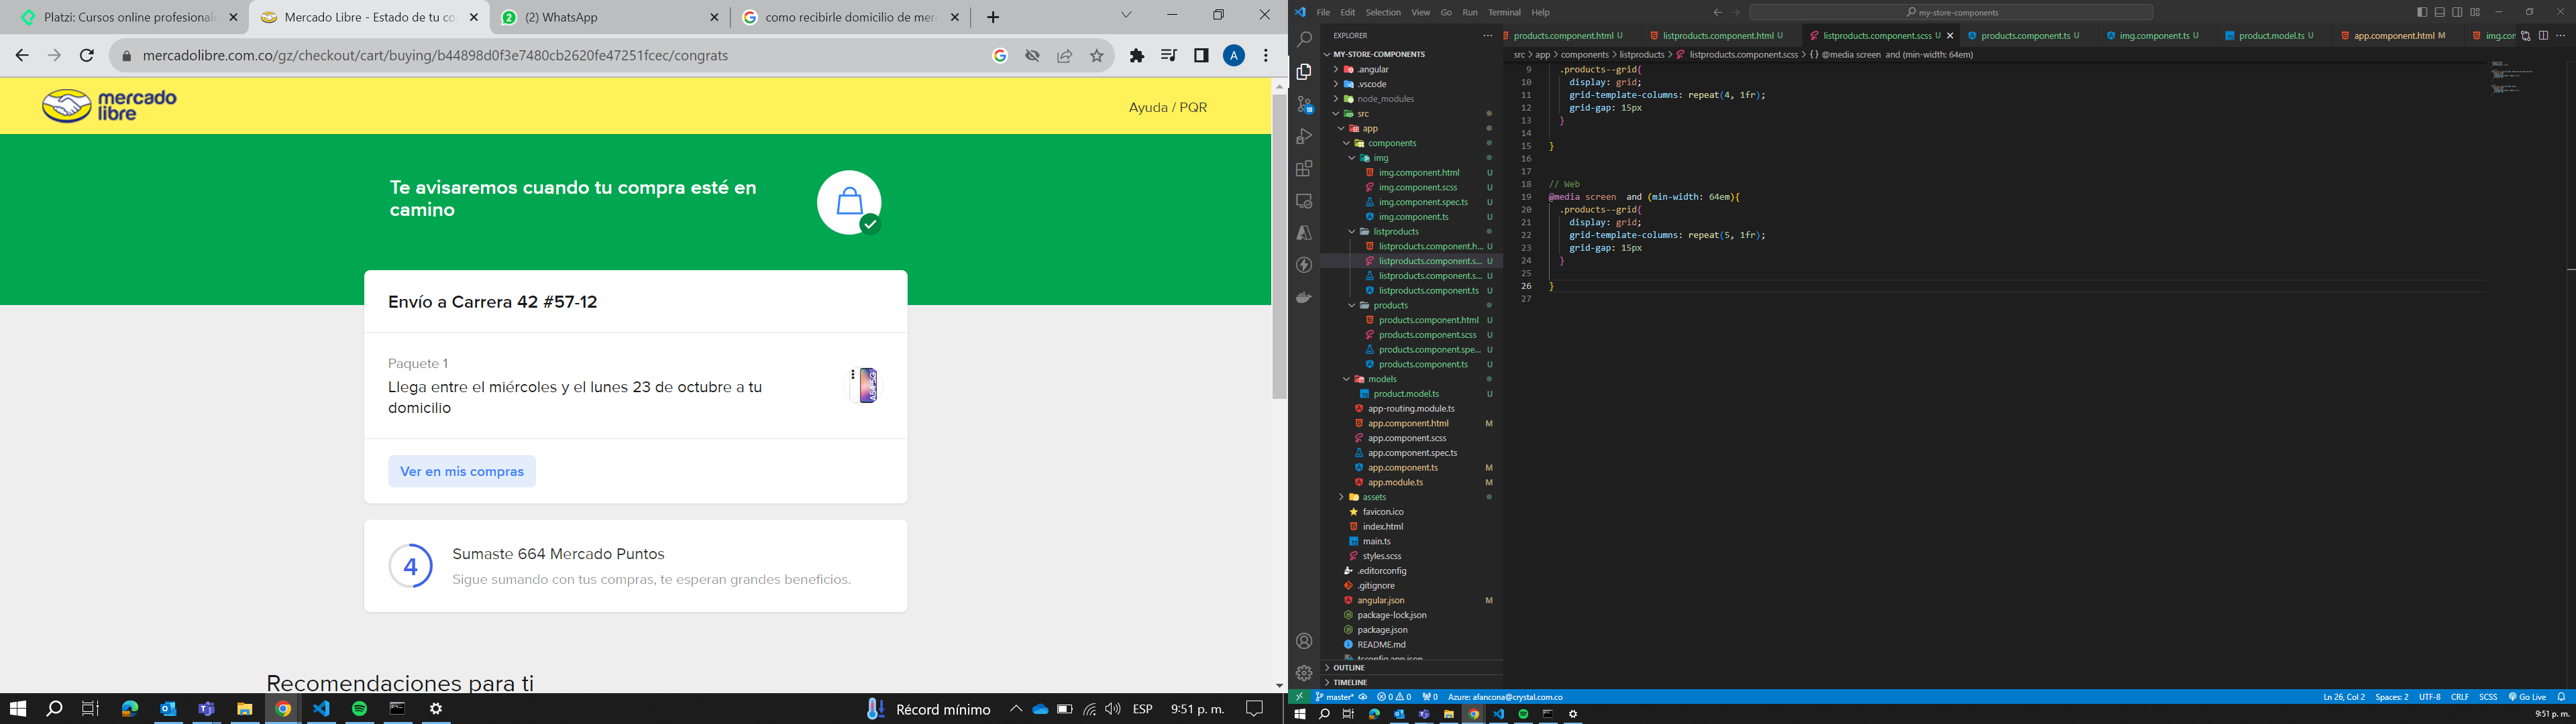 Platzi: Cursos online profesional
Mercado Libre - Estado de tu co
(2) WhatsApp
como recibirle domicilio de mer
mercadolibre.com.co/gz/checkout/cart/buying/b44898d0f3e7480cb2620fe47251fcec/congrats
A
mercado
libre
Ayuda / PQR
Te avisaremos cuando tu compra esté en
camino
Envío a Carrera 42 #57-12
Paquete 1
Llega entre el miércoles y el lunes 23 de octubre a tu
domicilio
Ver en mis compras
4
Sumaste 664 Mercado Puntos
Sigue sumando con tus compras, te esperan grandes beneficios.
Recomendaciones para ti
Récord mínimo
ESP
9:51 p. m.
File Edit Selection View Go Run Terminal Help
my-store-components
EXPLORER
MY-STORE-COMPONENTS
.angular
.vscode
node_modules
src
app
components
img
img.component.html U
img.component.scss U
img.component.spec.ts U
img.component.ts U
listproducts
listproducts.component.h... U
listproducts.component.s... U
listproducts.component.s... U
listproducts.component.ts U
products
products.component.html U
products.component.scss U
products.component.spe... U
products.component.ts U
models
product.model.ts U
app-routing.module.ts
app.component.html M
app.component.scss
app.component.spec.ts
app.component.ts M
app.module.ts M
assets
favicon.ico
index.html
main.ts
styles.scss
.editorconfig
.gitignore
angular.json M
package-lock.json
package.json
README.md
tsconfig.app.json
OUTLINE
TIMELINE
products.component.html U
listproducts.component.html U
listproducts.component.scss U
products.component.ts U
img.component.ts U
product.model.ts U
app.component.html M
img.con
src > app > components > listproducts > listproducts.component.scss > {} @media screen and (min-width: 64em)
9 .products--grid{
10 display: grid;
11 grid-template-columns: repeat(4, 1fr);
12 grid-gap: 15px
13 }
14
15 }
16
17
18 // Web
19 @media screen  and (min-width: 64em){
20 .products--grid{
21 display: grid;
22 grid-template-columns: repeat(5, 1fr);
23 grid-gap: 15px
24 }
25
26 }
27
18
master* 0 0 0 Azure: afancona@crystal.com.co
Ln 26, Col 2 Spaces: 2 UTF-8 CRLF SCSS Go Live
9:51 p. m.